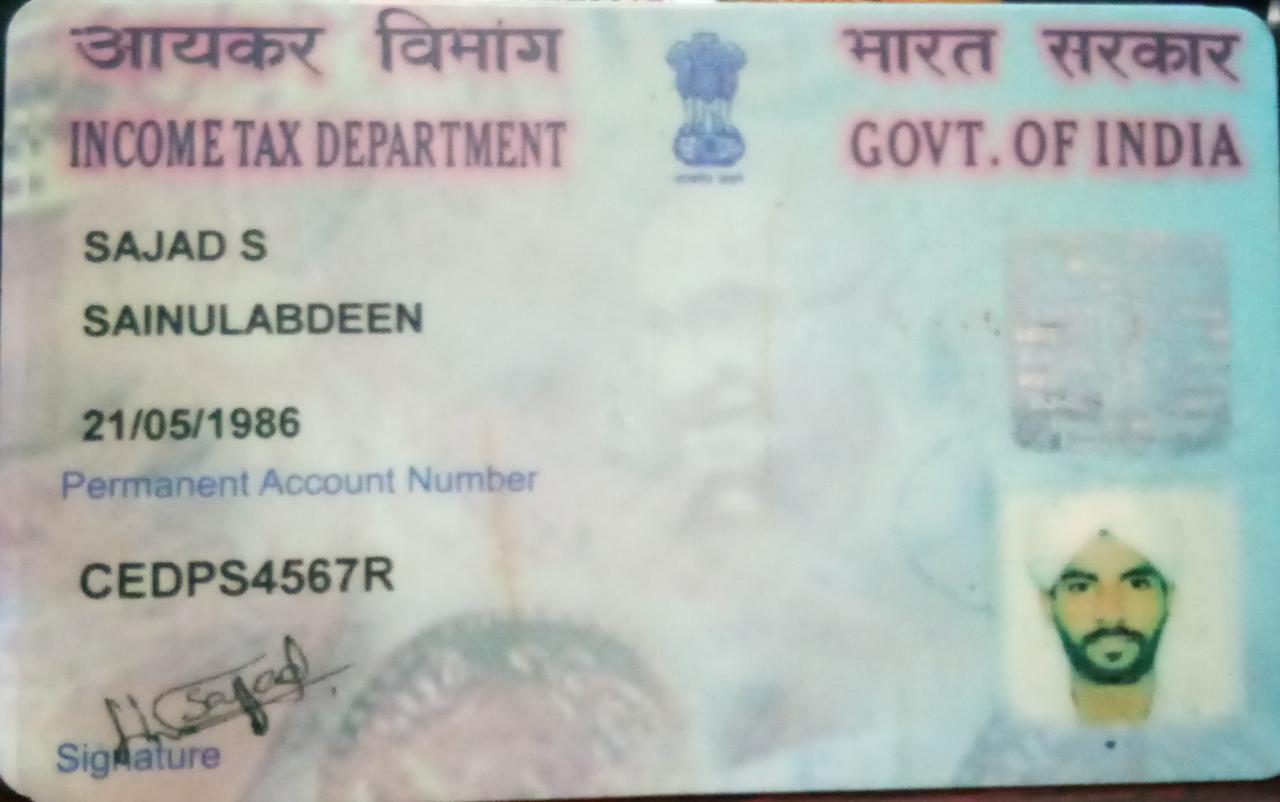 आयकर विभांग
भारत सरकार
INCOME TAX DEPARTMENT
GOVT. OF INDIA
SAJAD S
SAINULABDEEN
21/05/1986
Permanent Account Number
CEDPS4567R
Sajad
Signature